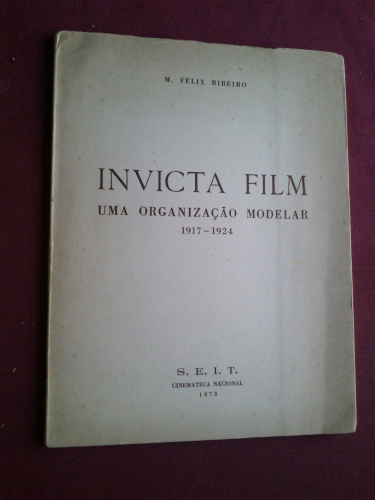 M. FÉLIX RIBEIRO
INVICTA FILM
UMA ORGANIZAÇÃO MODELAR
1917-1924
S. E. I. T.
CINEMATECA NACIONAL
1973